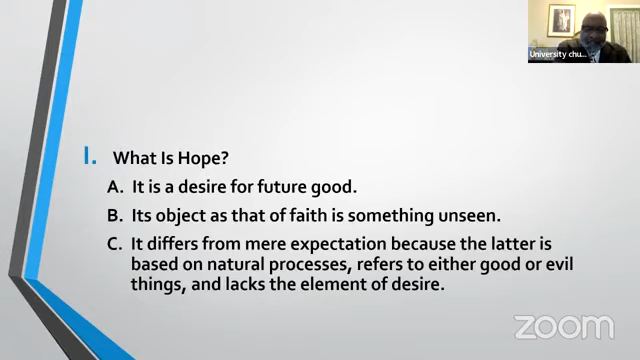 University chu...
I. What Is Hope?
A. It is a desire for future good.
B. Its object as that of faith is something unseen.
C. It differs from mere expectation because the latter is
based on natural processes, refers to either good or evil
things, and lacks the element of desire.
zoom